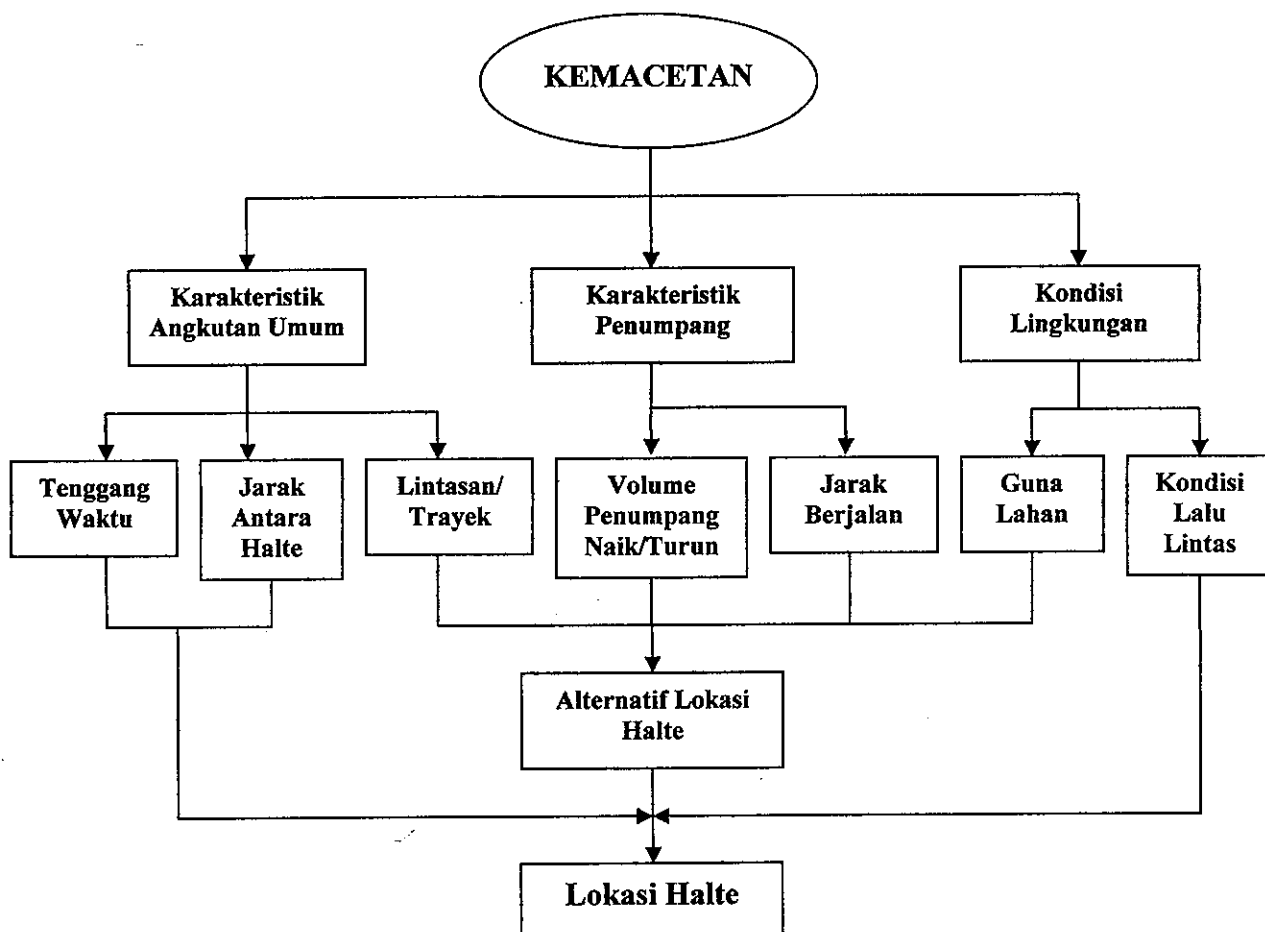 KEMACETAN
Karakteristik
Angkutan Umum
Karakteristik
Penumpang
Kondisi
Lingkungan
Tenggang
Waktu
Jarak
Antara
Halte
Lintasan/
Trayek
Volume
Penumpang
Naik/Turun
Jarak
Berjalan
Guna
Lahan
Kondisi
Lalu
Lintas
Alternatif Lokasi
Halte
Lokasi Halte